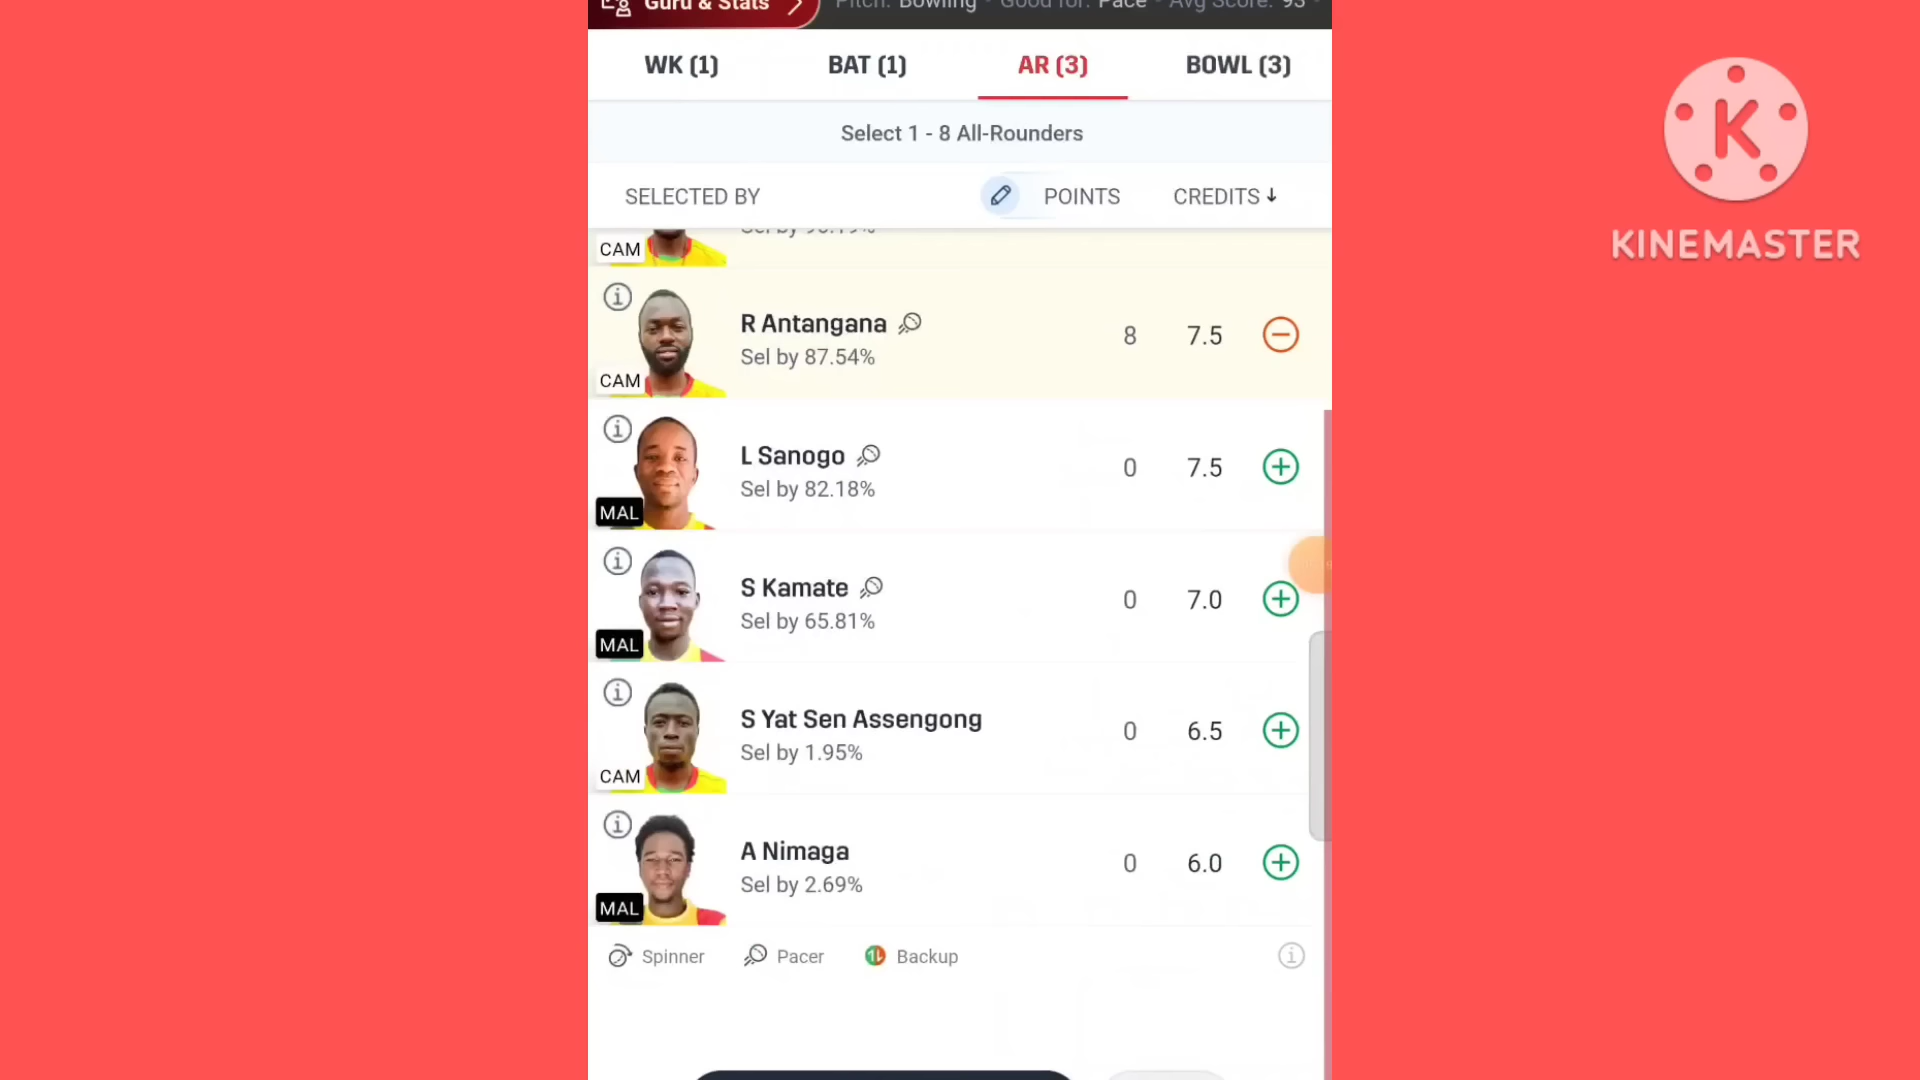 Guru & Stats
Pitch: Bowling · Good for: Pace · Avg Score: 93
WK (1) BAT (1) AR (3) BOWL (3)
Select 1 - 8 All-Rounders
SELECTED BY POINTS CREDITS
CAM
R Antangana
Sel by 87.54%
8 7.5
CAM
L Sanogo
Sel by 82.18%
0 7.5
MAL
S Kamate
Sel by 65.81%
0 7.0
MAL
S Yat Sen Assengong
Sel by 1.95%
0 6.5
CAM
A Nimaga
Sel by 2.69%
0 6.0
MAL
Spinner Pacer Backup
K
KINEMASTER